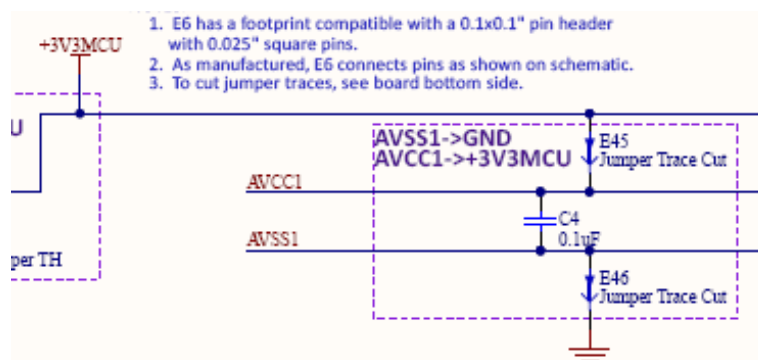 1. E6 has a footprint compatible with a 0.1x0.1" pin header
with 0.025" square pins.
2. As manufactured, E6 connects pins as shown on schematic.
3. To cut jumper traces, see board bottom side.
+3V3MCU
U
AVSS1->GND
AVCC1->+3V3MCU
E45
Jumper Trace Cut
AVCC1
C4
0.1uF
AVSS1
per TH
E46
Jumper Trace Cut